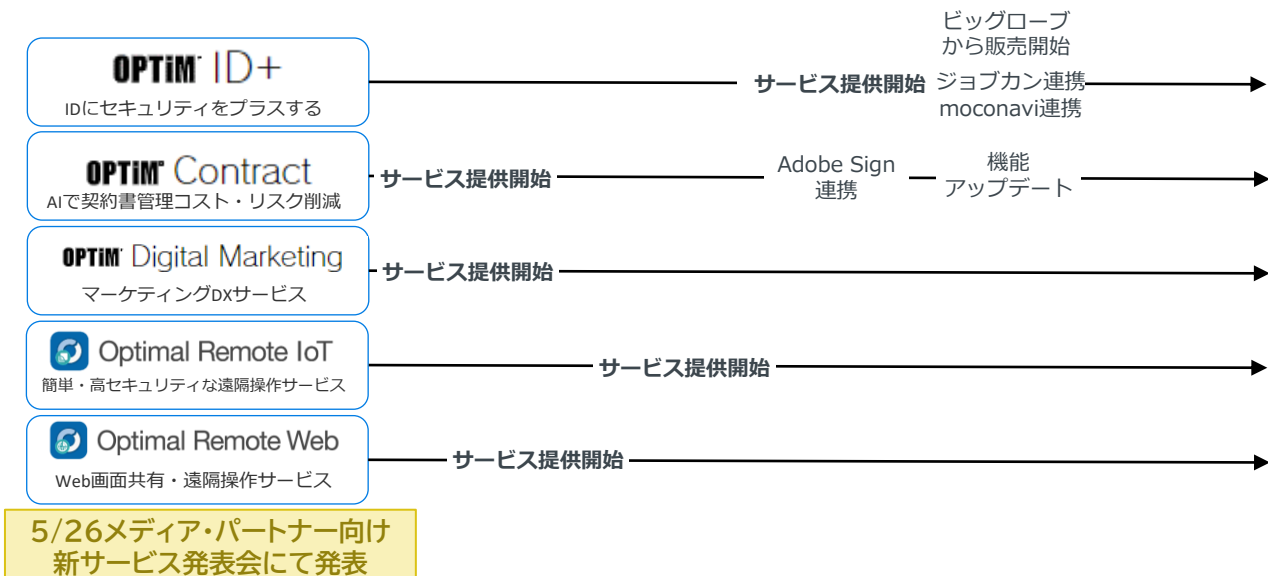 ビッグローブ
から販売開始
OPTiM ID+
IDにセキュリティをプラスする
サービス提供開始
ジョブカン連携
moconavi連携
OPTiM Contract
AIで契約書管理コスト・リスク削減
サービス提供開始
Adobe Sign
連携
機能
アップデート
OPTiM Digital Marketing
マーケティングDXサービス
サービス提供開始
Optimal Remote IoT
簡単・高セキュリティな遠隔操作サービス
サービス提供開始
Optimal Remote Web
Web画面共有・遠隔操作サービス
サービス提供開始
5/26メディア・パートナー向け
新サービス発表会にて発表